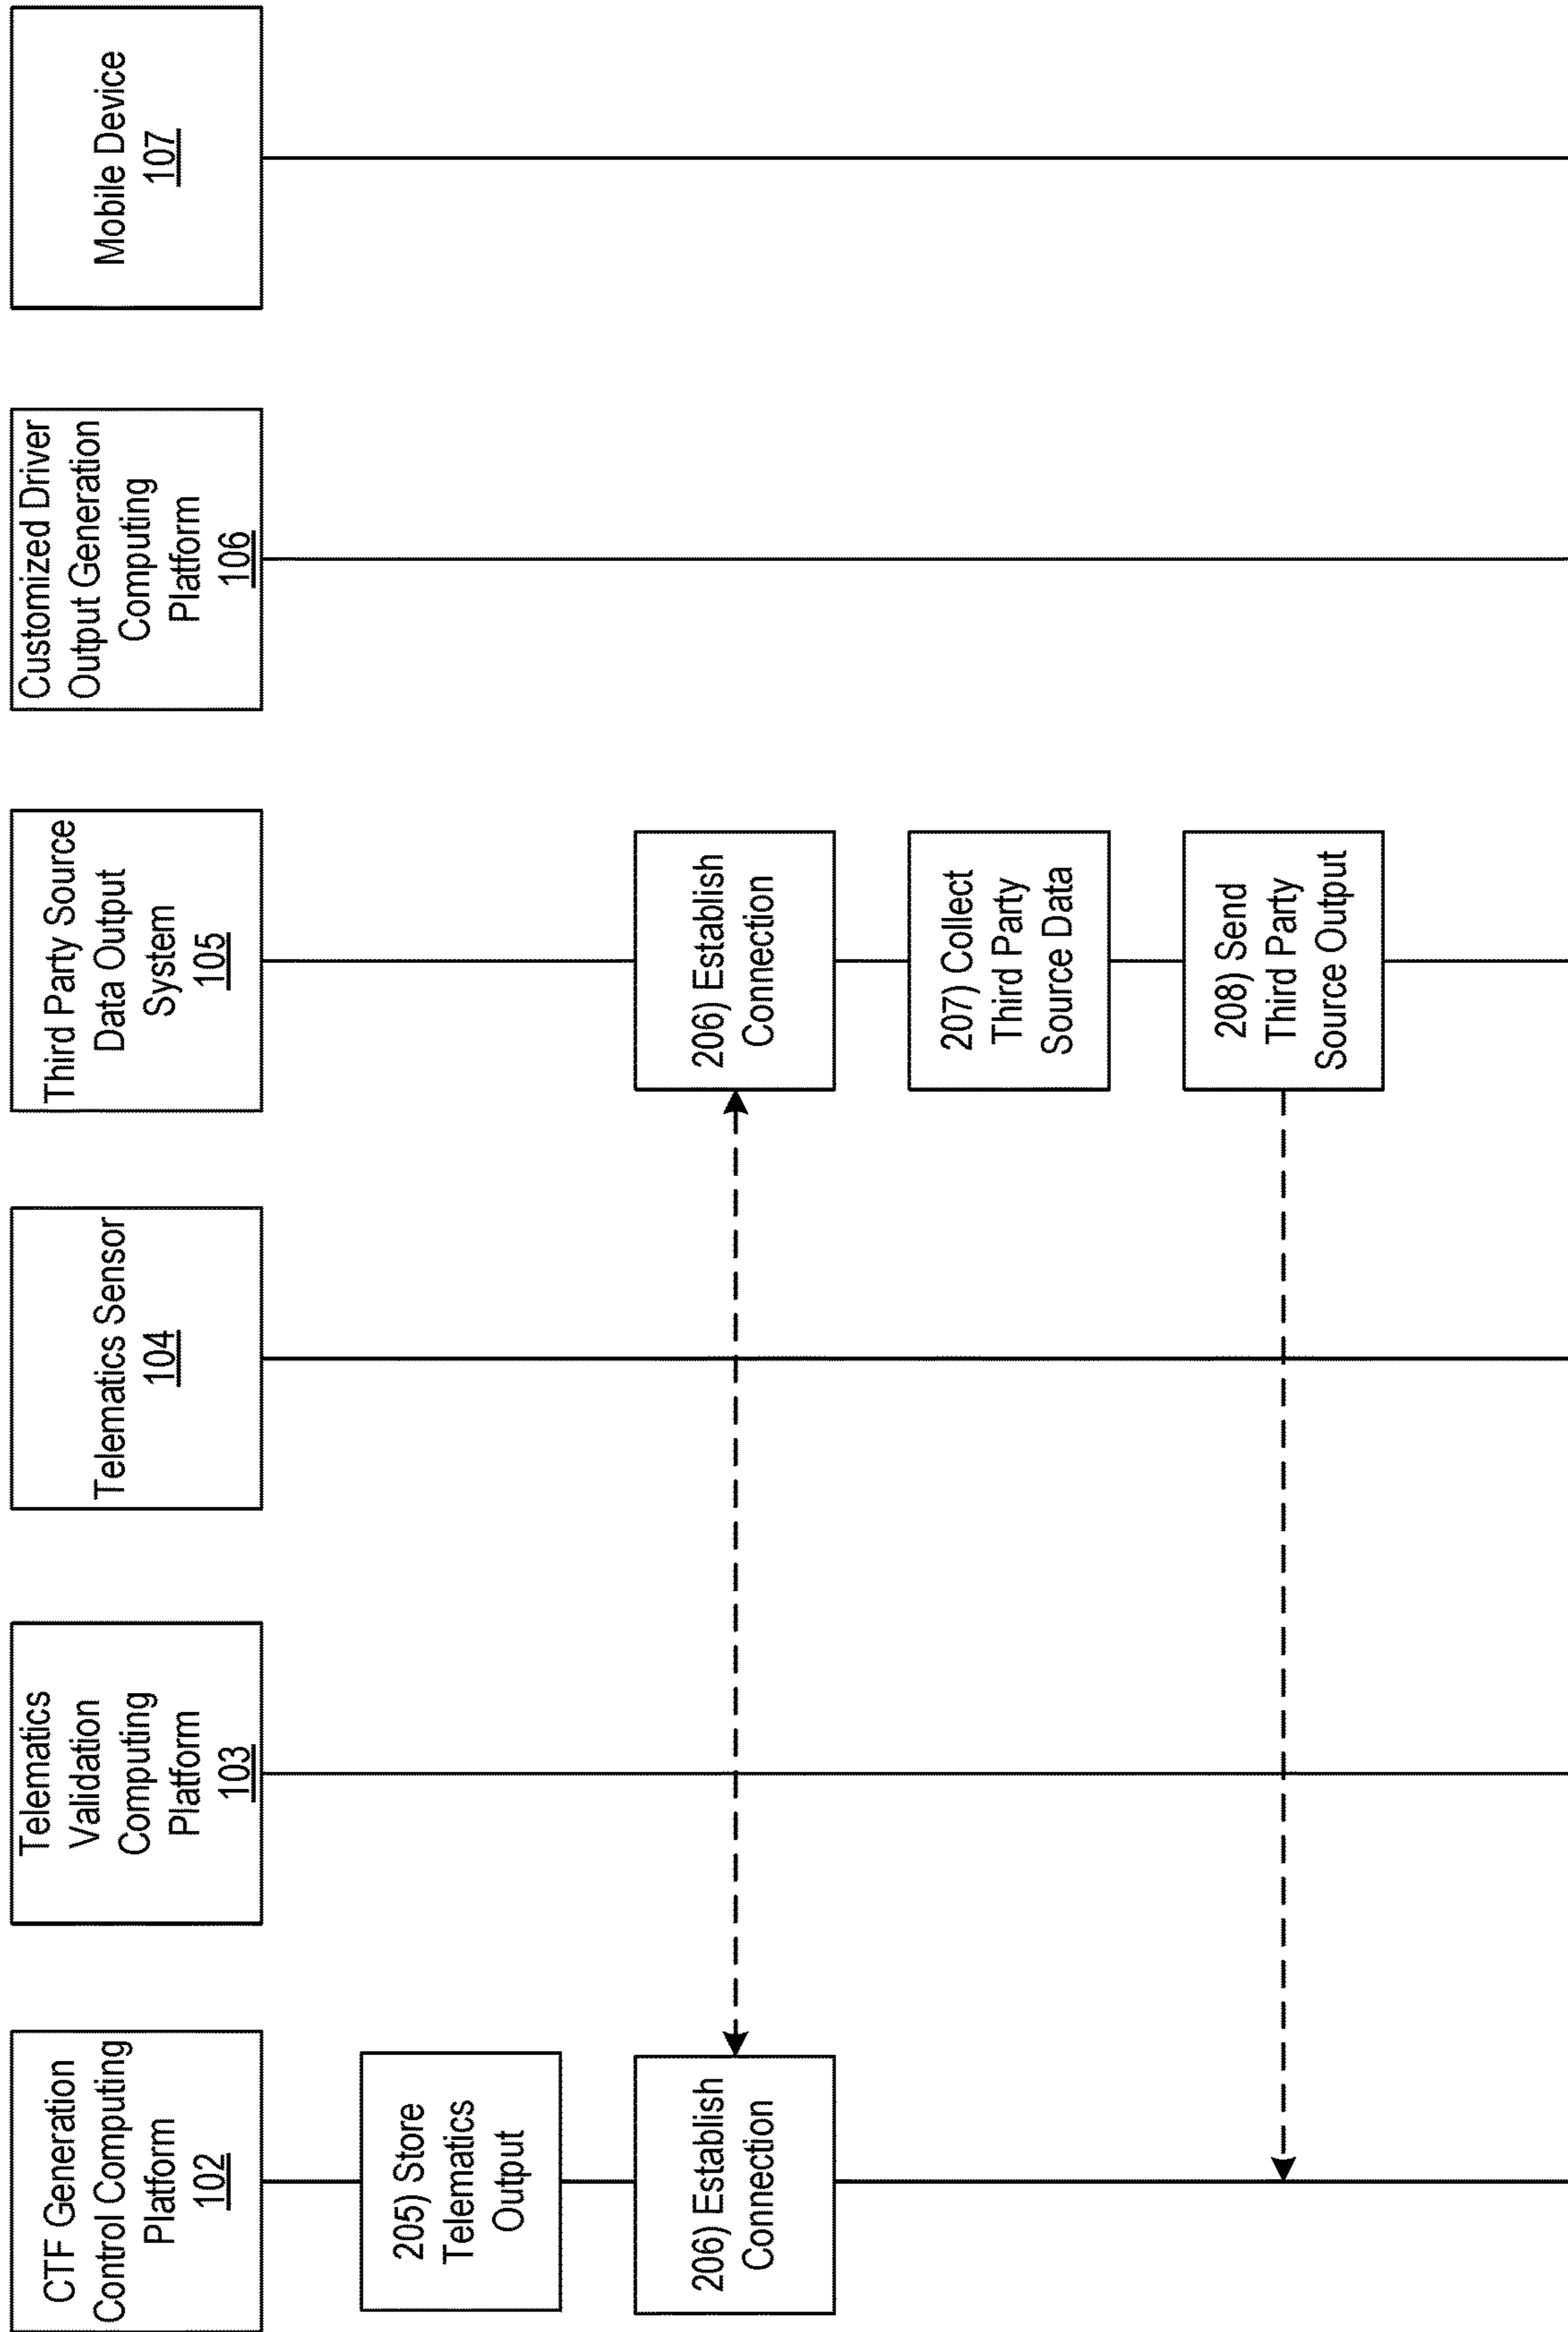 CTF Generation
Control Computing
Platform
102
Telematics
Validation
Computing
Platform
103
Telematics Sensor
104
Third Party Source
Data Output
System
105
Customized Driver
Output Generation
Computing
Platform
106
Mobile Device
107
205) Store
Telematics
Output
206) Establish
Connection
206) Establish
Connection
207) Collect
Third Party
Source Data
208) Send
Third Party
Source Output